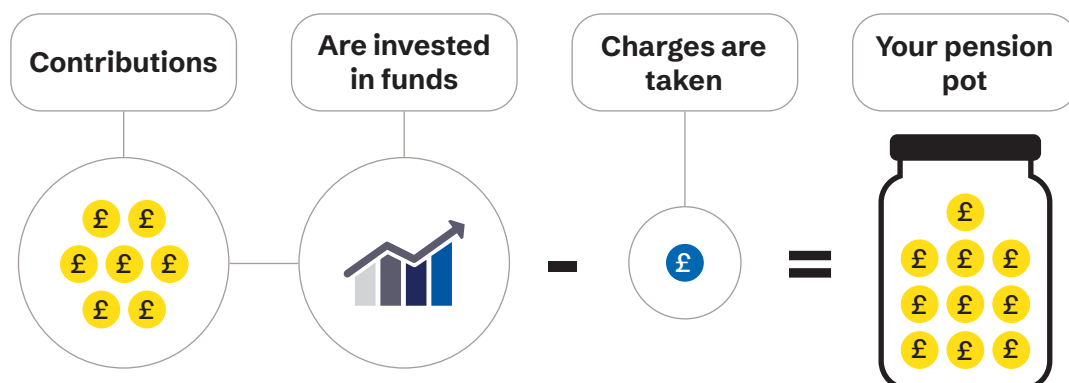 Contributions
Are invested
in funds
Charges are
taken
Your pension
pot
£ £
£ £ £
£ £
-
£
=
£
£ £ £
£ £ £
£ £ £